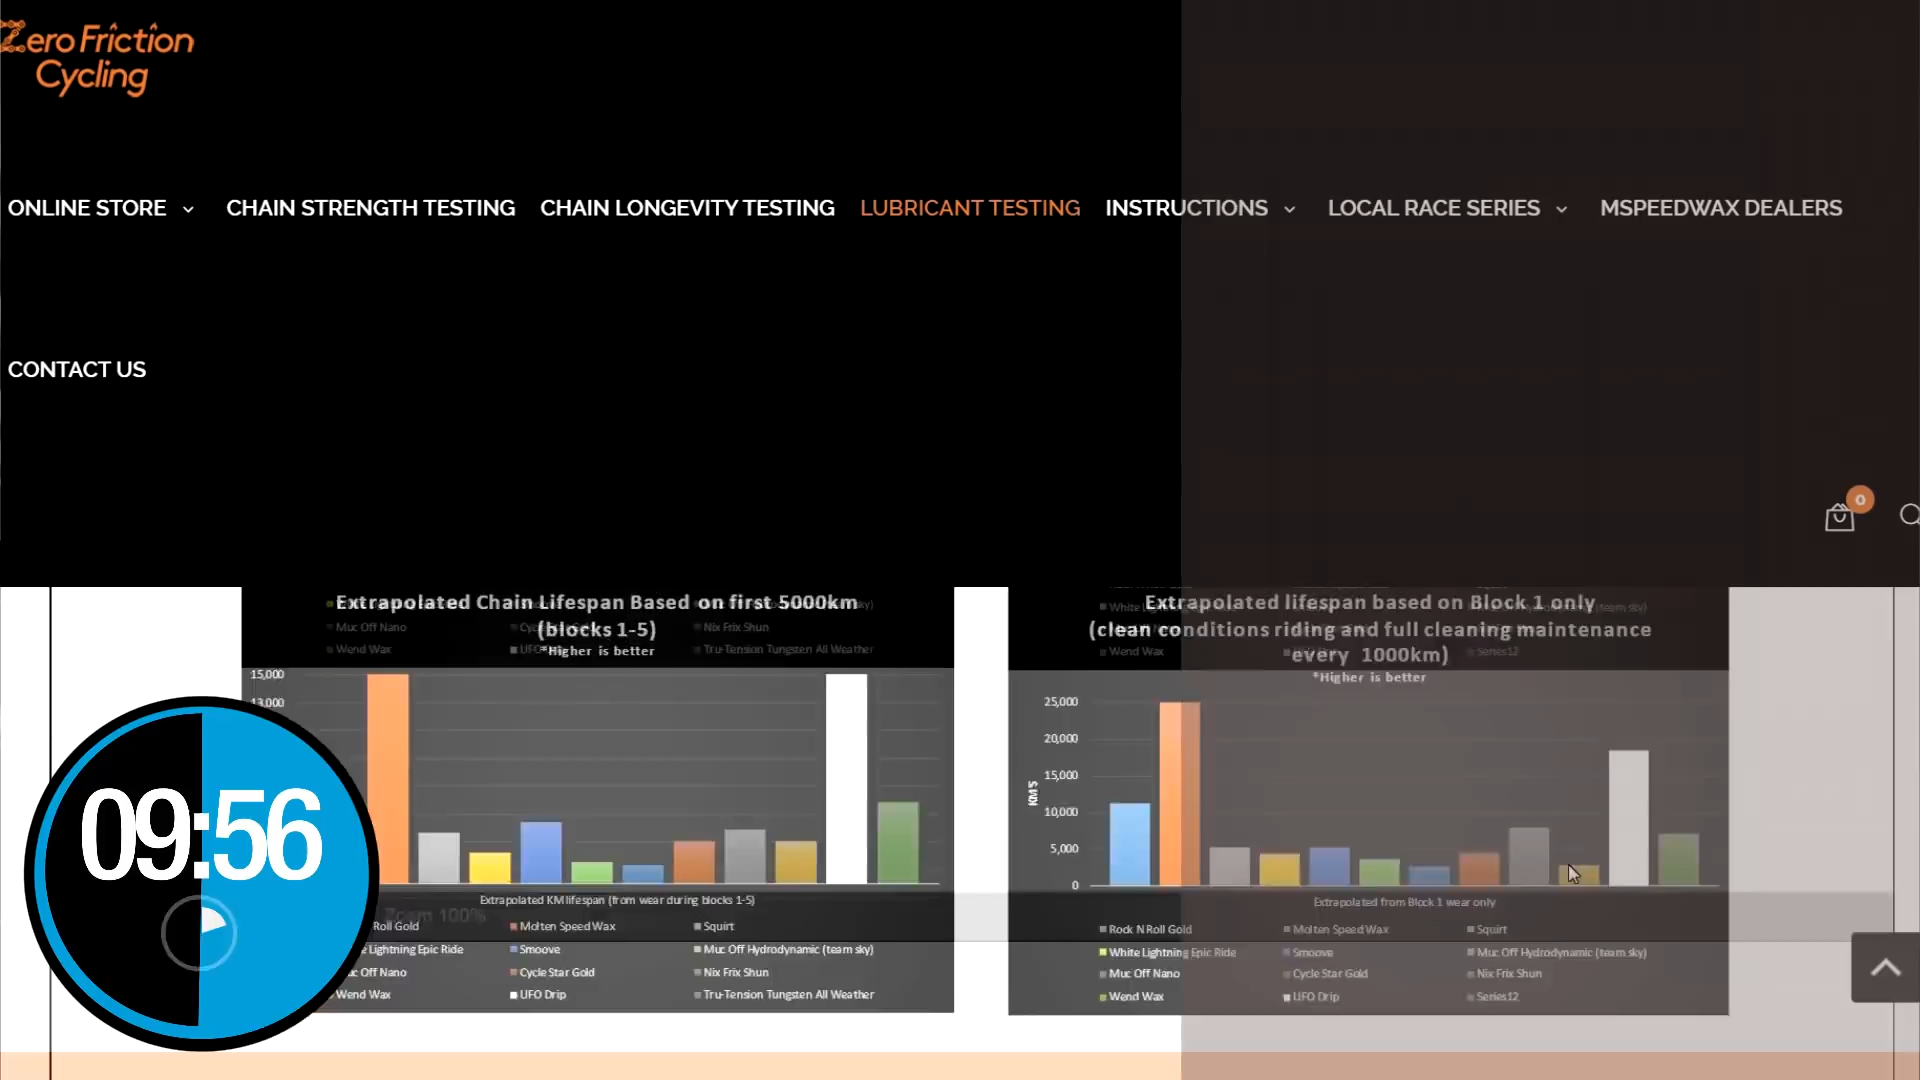 Zero Friction
Cycling
ONLINE STORE
CHAIN STRENGTH TESTING
CHAIN LONGEVITY TESTING
LUBRICANT TESTING
INSTRUCTIONS
LOCAL RACE SERIES
MSPEEDWAX DEALERS
CONTACT US
0
Extrapolated Chain Lifespan Based on first 5000km
(blocks 1-5)
*Higher is better
Muc Off Nano
Nix Frix Shun
Wend Wax
Tru-Tension Tungsten All Weather
15,000
13,000
Extrapolated KM lifespan (from wear during blocks 1-5)
Zoom 100%
Roll Gold
Molten Speed Wax
Squirt
Lightning Epic Ride
Smoove
Muc Off Hydrodynamic (team sky)
Off Nano
Cycle Star Gold
Nix Frix Shun
Wend Wax
UFO Drip
Tru-Tension Tungsten All Weather
09:56
Extrapolated lifespan based on Block 1 only
(clean conditions riding and full cleaning maintenance
every 1000km)
*Higher is better
Wend Wax
Series12
KM'S
25,000
20,000
15,000
10,000
5,000
0
Extrapolated from Block 1 wear only
Rock N Roll Gold
Molten Speed Wax
Squirt
White Lightning Epic Ride
Smoove
Muc Off Hydrodynamic (team sky)
Muc Off Nano
Cycle Star Gold
Nix Frix Shun
Wend Wax
UFO Drip
Series12